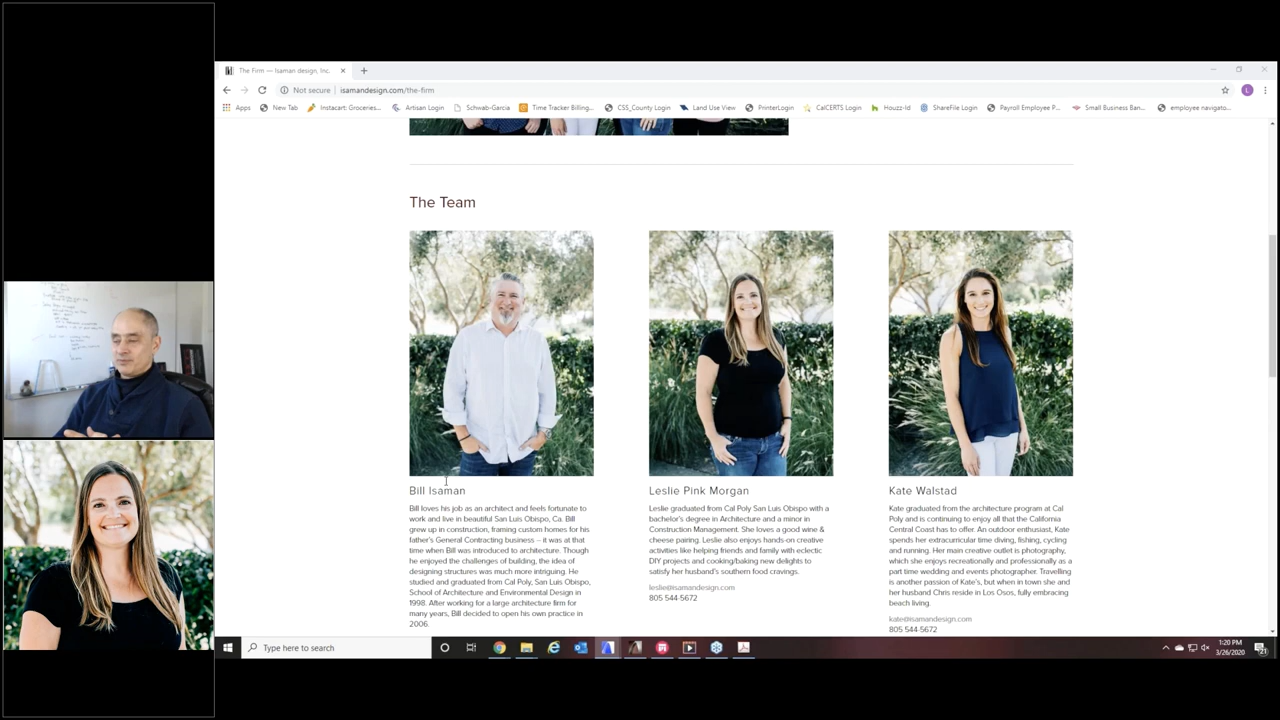 The Firm — Isaman design, Inc.
Not secure | isamandesign.com/the-firm
Apps New Tab Instacart: Groceries... Artisan Login Schwab-Garcia Time Tracker Billing... CSS_County Login Land Use View PrinterLogin CalCERTS Login Houzz-Id ShareFile Login Payroll Employee P... Small Business Ban... employee navigato...
The Team
Bill Isaman
Bill loves his job as an architect and feels fortunate to
work and live in beautiful San Luis Obispo, Ca. Bill
grew up in construction, framing custom homes for his
father's General Contracting business – it was at that
time when Bill was introduced to architecture. Though
he enjoyed the challenges of building, the idea of
designing structures was much more intriguing. He
studied and graduated from Cal Poly, San Luis Obispo,
School of Architecture and Environmental Design in
1998. After working for a large architecture firm for
many years, Bill decided to open his own practice in
2006.
Leslie Pink Morgan
Leslie graduated from Cal Poly San Luis Obispo with a
bachelor's degree in Architecture and a minor in
Construction Management. She loves a good wine &
cheese pairing. Leslie also enjoys hands-on creative
activities like helping friends and family with eclectic
DIY projects and cooking/baking new delights to
satisfy her husband's southern food cravings.
leslie@isamandesign.com
805 544-5672
Kate Walstad
Kate graduated from the architecture program at Cal
Poly and is continuing to enjoy all that the California
Central Coast has to offer. An outdoor enthusiast, Kate
spends her extracurricular time diving, fishing, cycling
and running. Her main creative outlet is photography,
which she enjoys recreationally and professionally as a
part time wedding and events photographer. Travelling
is another passion of Kate's, but when in town she and
her husband Chris reside in Los Osos, fully embracing
beach living.
kate@isamandesign.com
805 544-5672
Type here to search
1:20 PM
3/26/2020
21